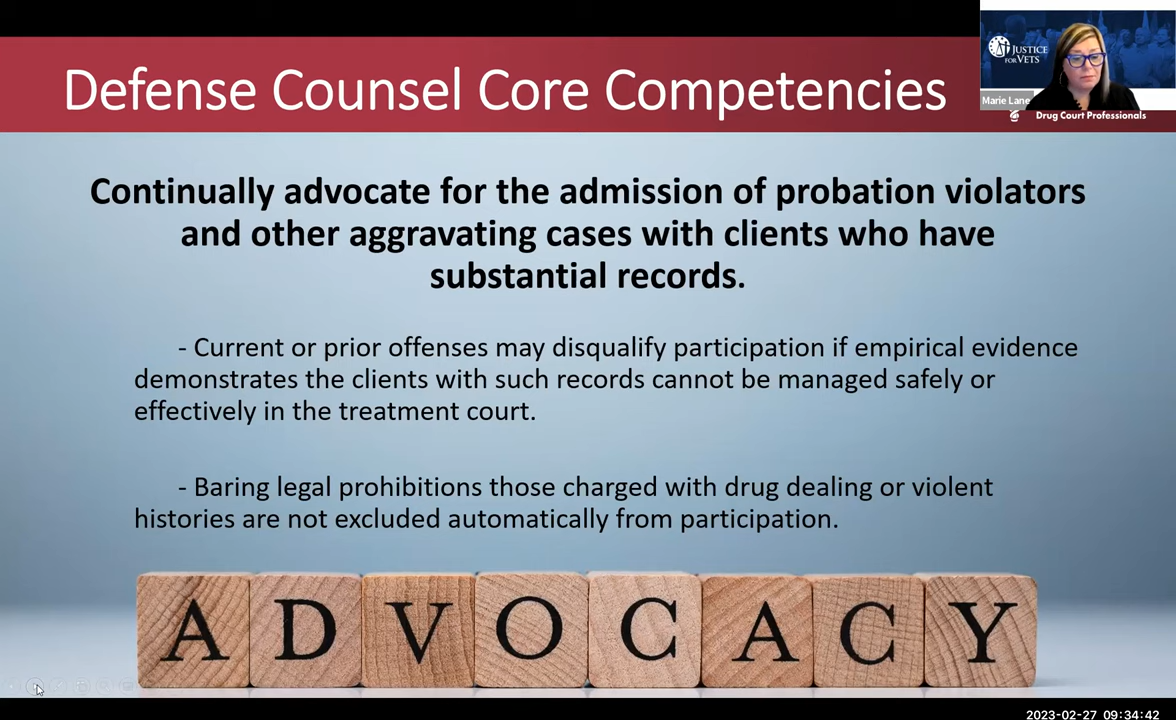 Defense Counsel Core Competencies
JUSTICE
FOR VETS
Marie Lane
Drug Court Professionals
Continually advocate for the admission of probation violators
and other aggravating cases with clients who have
substantial records.
- Current or prior offenses may disqualify participation if empirical evidence
demonstrates the clients with such records cannot be managed safely or
effectively in the treatment court.
- Baring legal prohibitions those charged with drug dealing or violent
histories are not excluded automatically from participation.
ADVOCACY
2023-02-27 09:34:42